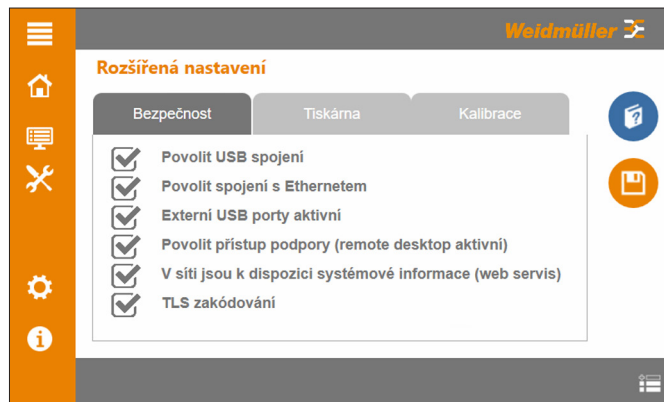 Weidmüller
Rozšířená nastavení
Bezpečnost Tiskárna Kalibrace
Povolit USB spojení
Povolit spojení s Ethernetem
Externí USB porty aktivní
Povolit přístup podpory (remote desktop aktivní)
V síti jsou k dispozici systémové informace (web servis)
TLS zakódování